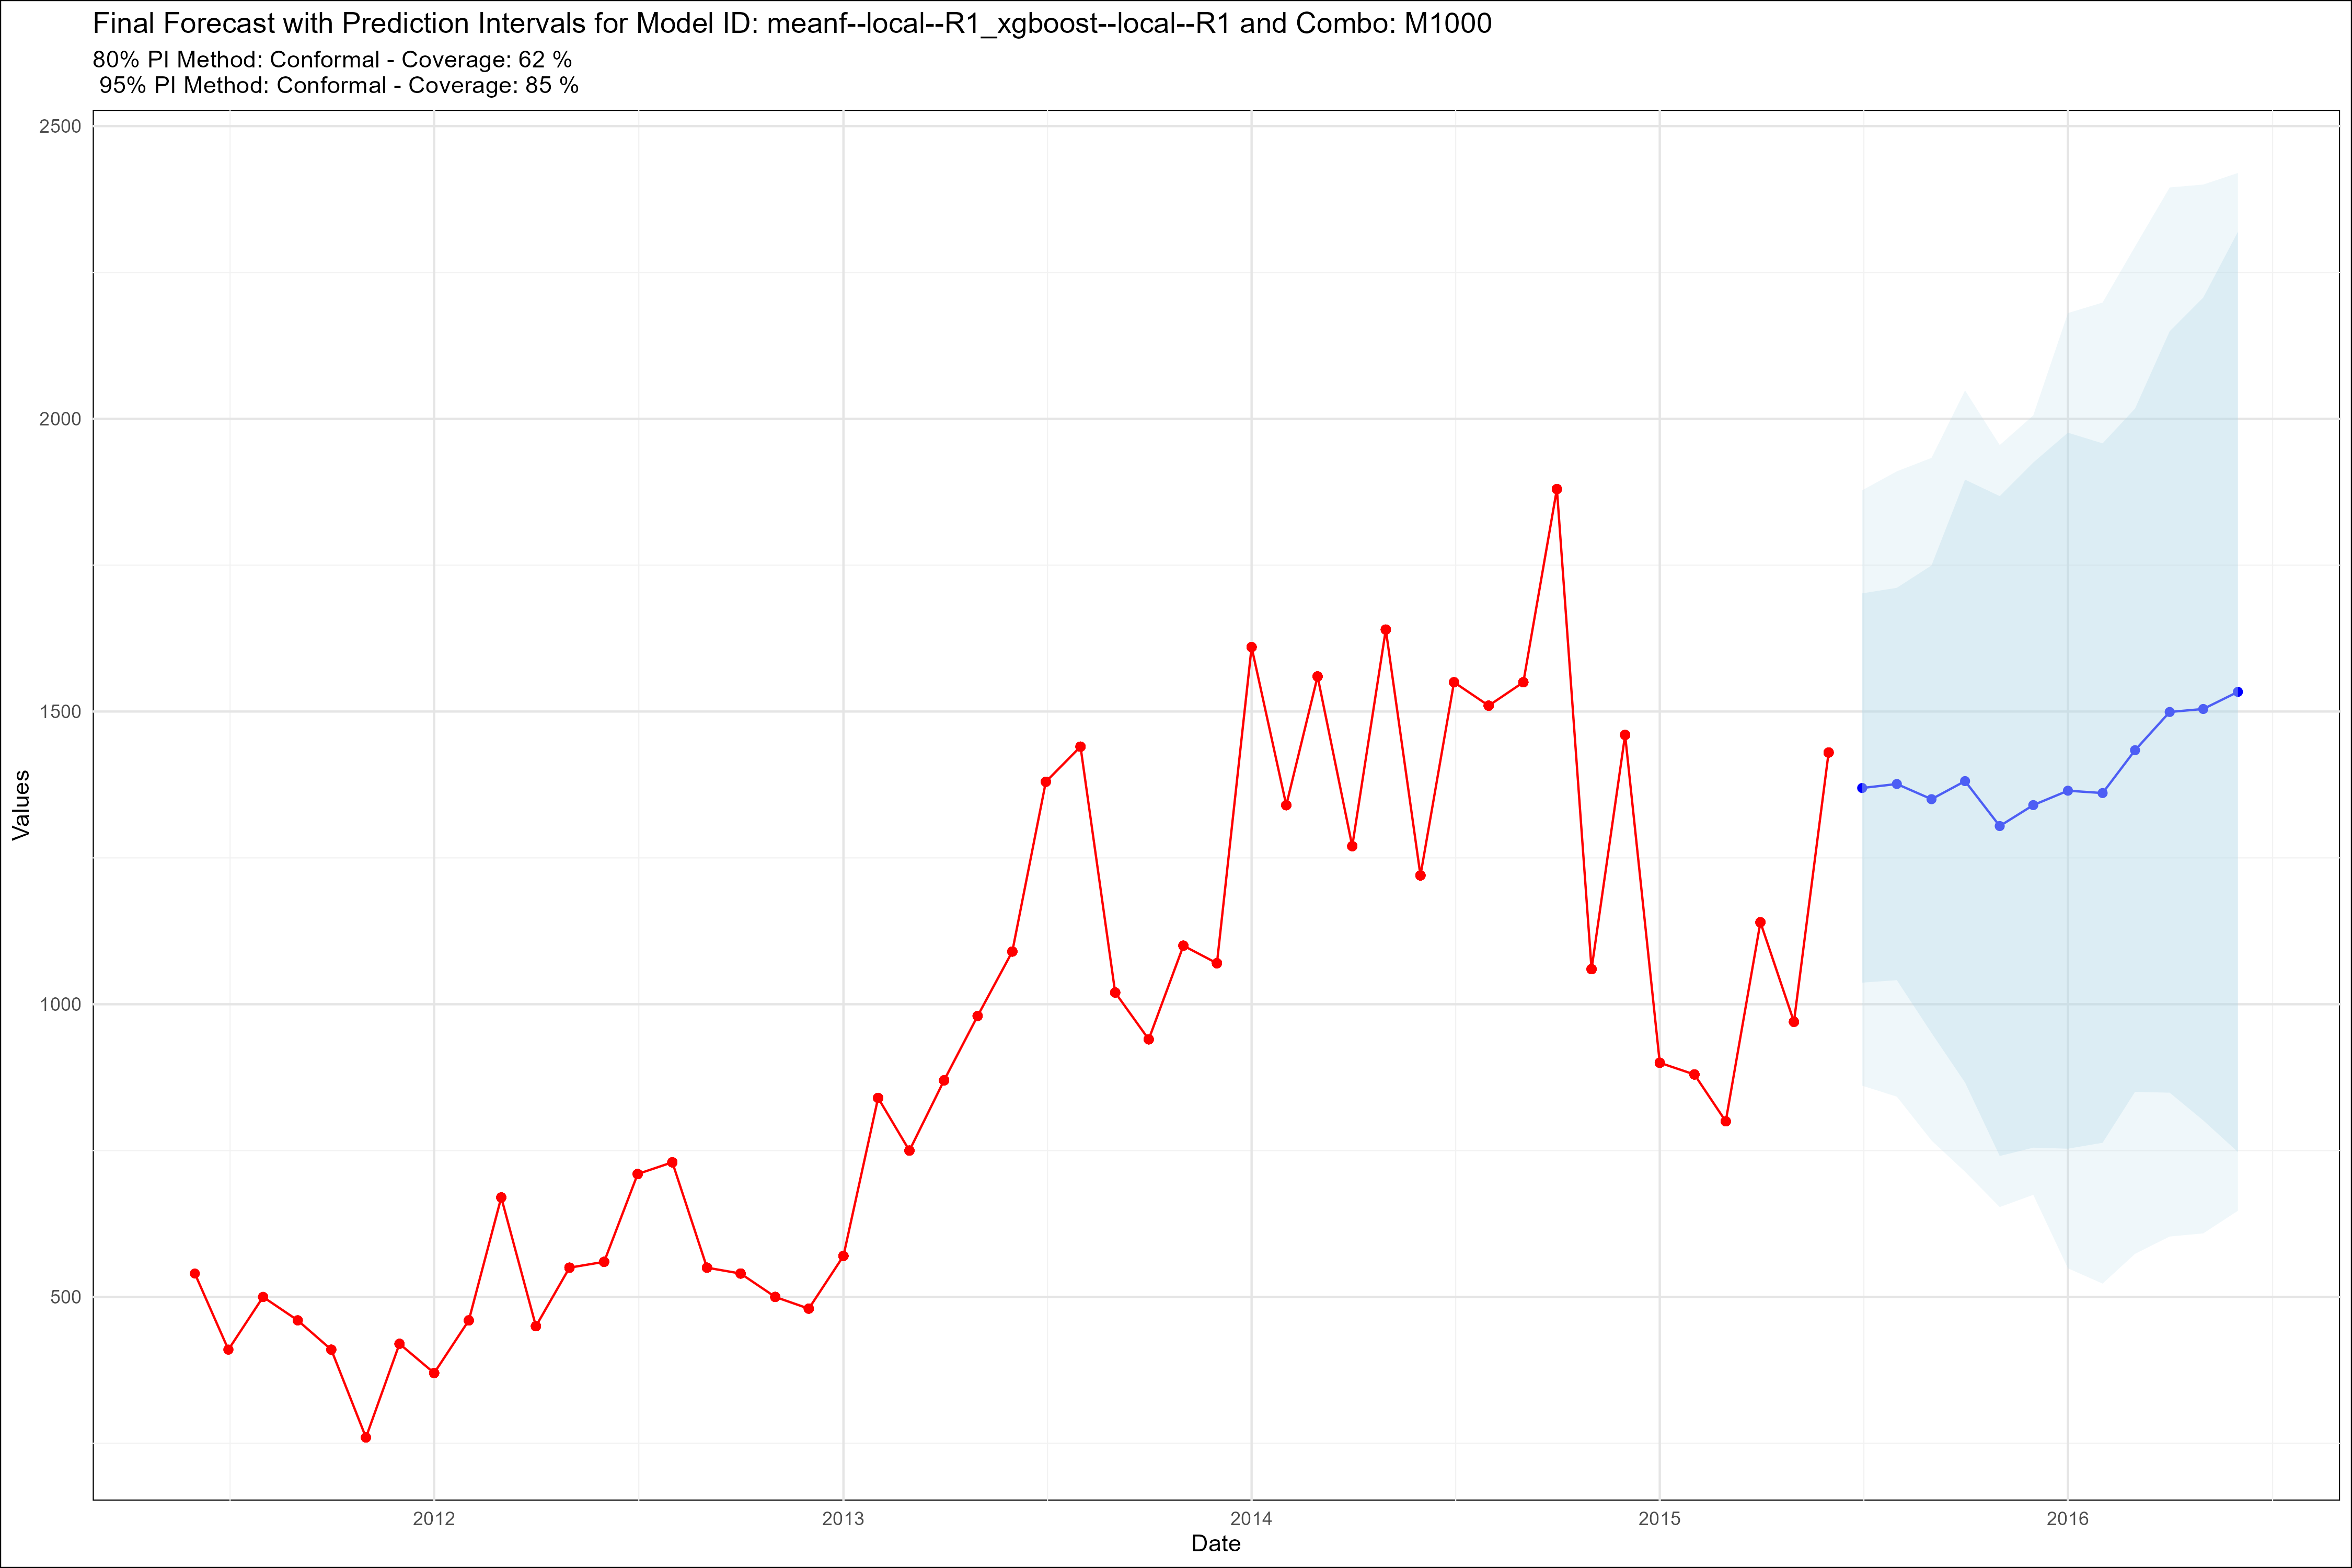 Final Forecast with Prediction Intervals for Model ID: meanf--local--R1_xgboost--local--R1 and Combo: M1000
80% PI Method: Conformal - Coverage: 62 %
95% PI Method: Conformal - Coverage: 85 %
2500
2000
1500
1000
500
Values
2012
2013
2014
2015
2016
Date